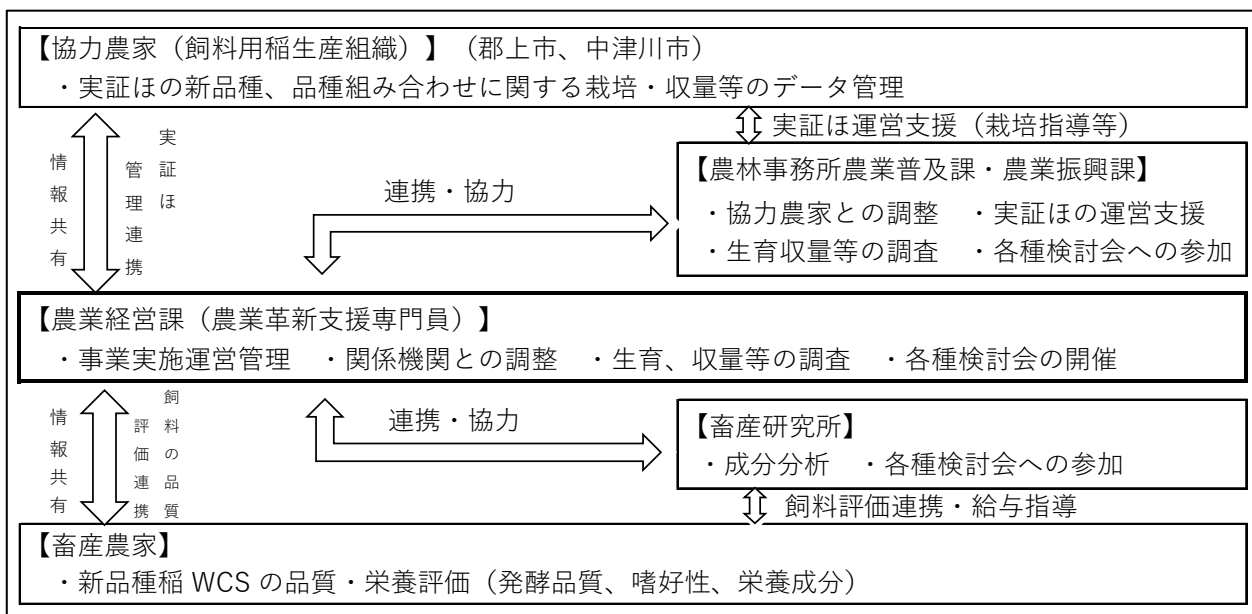 【協力農家（飼料用稲生産組織）】（郡上市、中津川市）
・実証ほの新品種、品種組み合わせに関する栽培・収量等のデータ管理
情報共有
実証ほ
管理連携
実証ほ運営支援（栽培指導等）
連携・協力
【農林事務所農業普及課・農業振興課】
・協力農家との調整　・実証ほの運営支援
・生育収量等の調査　・各種検討会への参加
【農業経営課（農業革新支援専門員）】
・事業実施運営管理　・関係機関との調整　・生育、収量等の調査　・各種検討会の開催
情報共有
飼料の品質
評価連携
連携・協力
【畜産研究所】
・成分分析　・各種検討会への参加
飼料評価連携・給与指導
【畜産農家】
・新品種稲 WCS の品質・栄養評価（発酵品質、嗜好性、栄養成分）